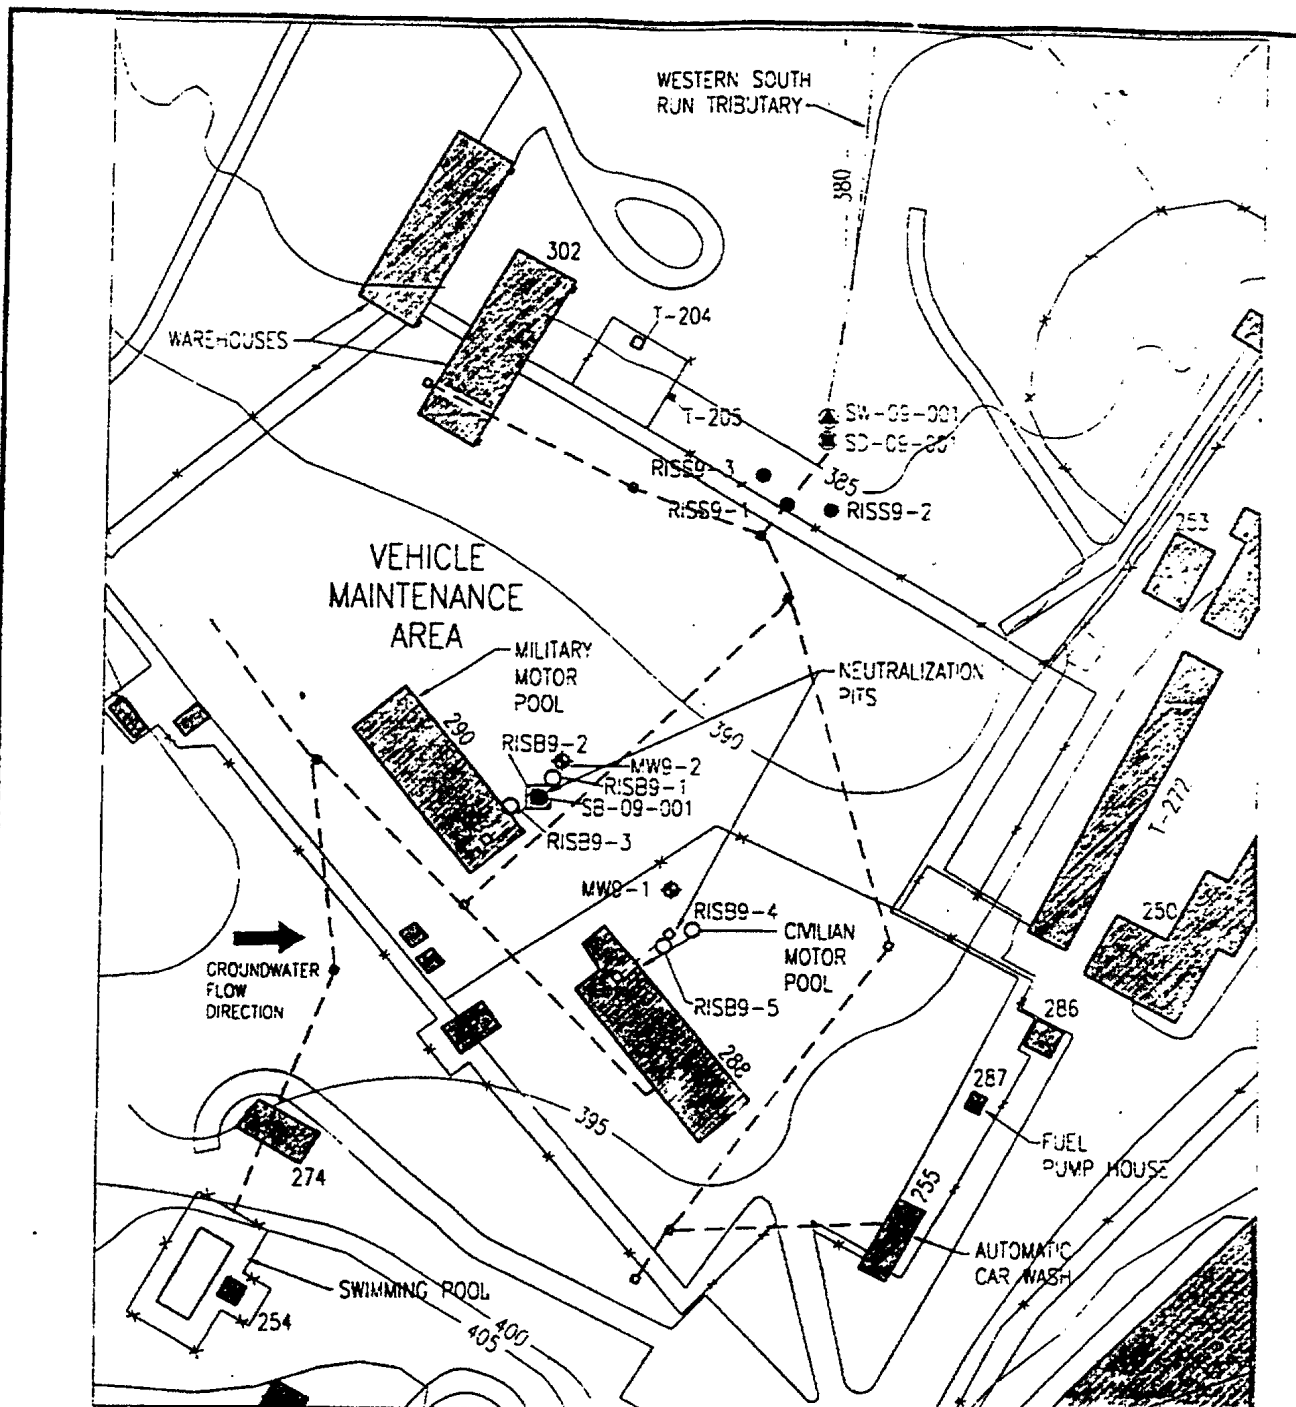 WESTERN SOUTH
RUN TRIBUTARY
380
302
T-204
WAREHOUSES
T-205
SW-09-001
SD-09-001
RISS9-3
385
RISS9-1
RISS9-2
253
VEHICLE
MAINTENANCE
AREA
MILITARY
MOTOR
POOL
NEUTRALIZATION
PITS
290
390
RISB9-2
MW9-2
RISB9-1
SB-09-001
RISB9-3
T-272
MW9-1
RISB9-4
250
CIVILIAN
MOTOR
POOL
GROUNDWATER
FLOW
DIRECTION
RISB9-5
286
288
287
395
FUEL
PUMP HOUSE
274
255
AUTOMATIC
CAR WASH
SWIMMING POOL
254
400
405